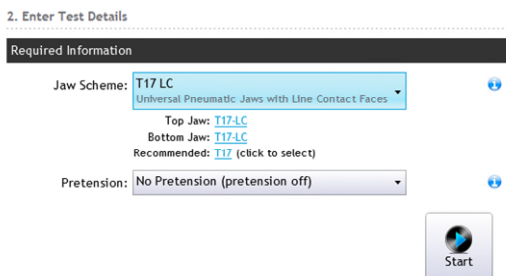 2. Enter Test Details
Required Information
Jaw Scheme: T17 LC
Universal Pneumatic Jaws with Line Contact Faces
Top Jaw: T17-LC
Bottom Jaw: T17-LC
Recommended: T17 (click to select)
Pretension: No Pretension (pretension off)
Start